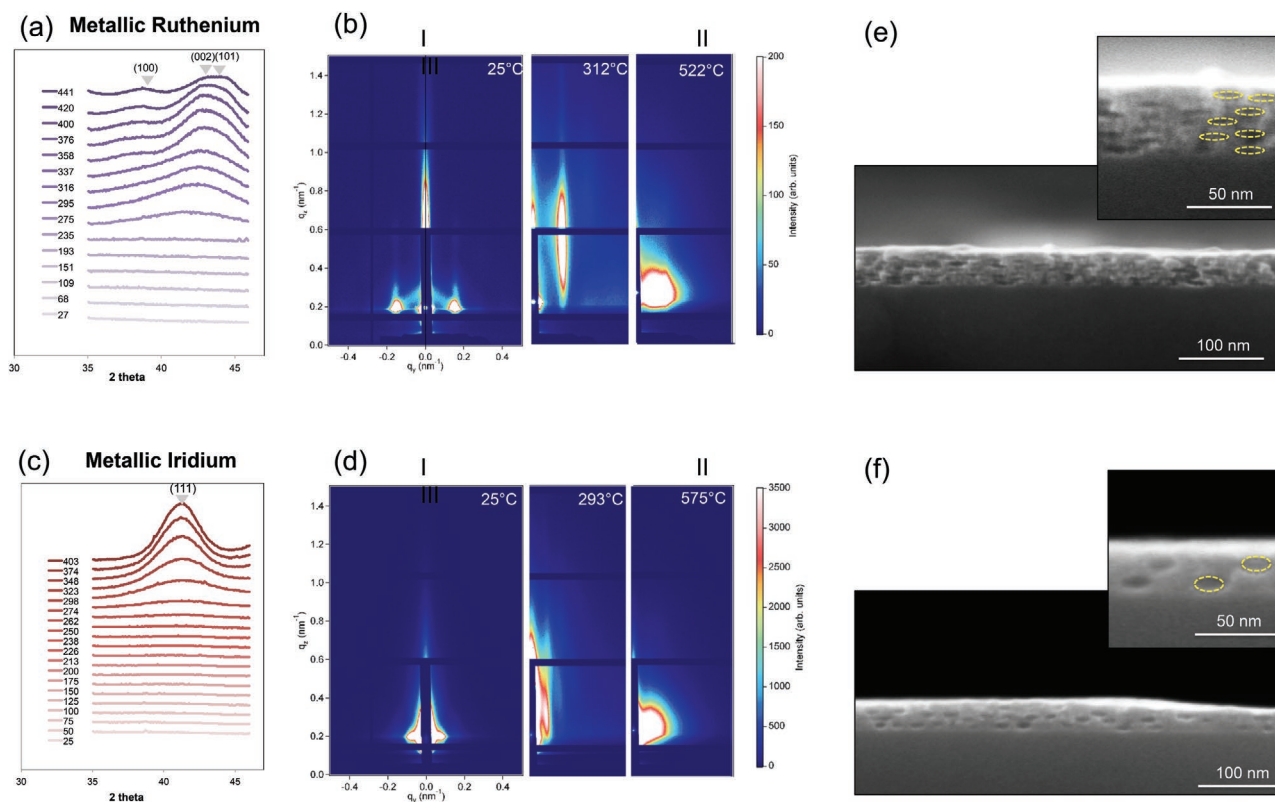 (a) Metallic Ruthenium
(100)
(002)(101)
441
420
400
376
358
337
316
295
275
235
193
151
109
68
27
30 35 40 45
2 theta
(b)
I
II
III
25°C
312°C
522°C
1.4
1.2
1.0
0.8
0.6
0.4
0.2
0.0
qz (nm-1)
-0.4 -0.2 0.0 0.2 0.4
qy (nm-1)
200
150
100
50
0
Intensity (arb. units)
(e)
50 nm
100 nm
(c) Metallic Iridium
(111)
403
374
348
323
298
274
262
250
238
226
213
200
175
150
125
100
75
50
25
30 35 40 45
2 theta
(d)
I
II
III
25°C
293°C
575°C
1.4
1.2
1.0
0.8
0.6
0.4
0.2
0.0
qz (nm-1)
-0.4 -0.2 0.0 0.2 0.4
qy (nm-1)
3500
3000
2500
2000
1500
1000
500
0
Intensity (arb. units)
(f)
50 nm
100 nm